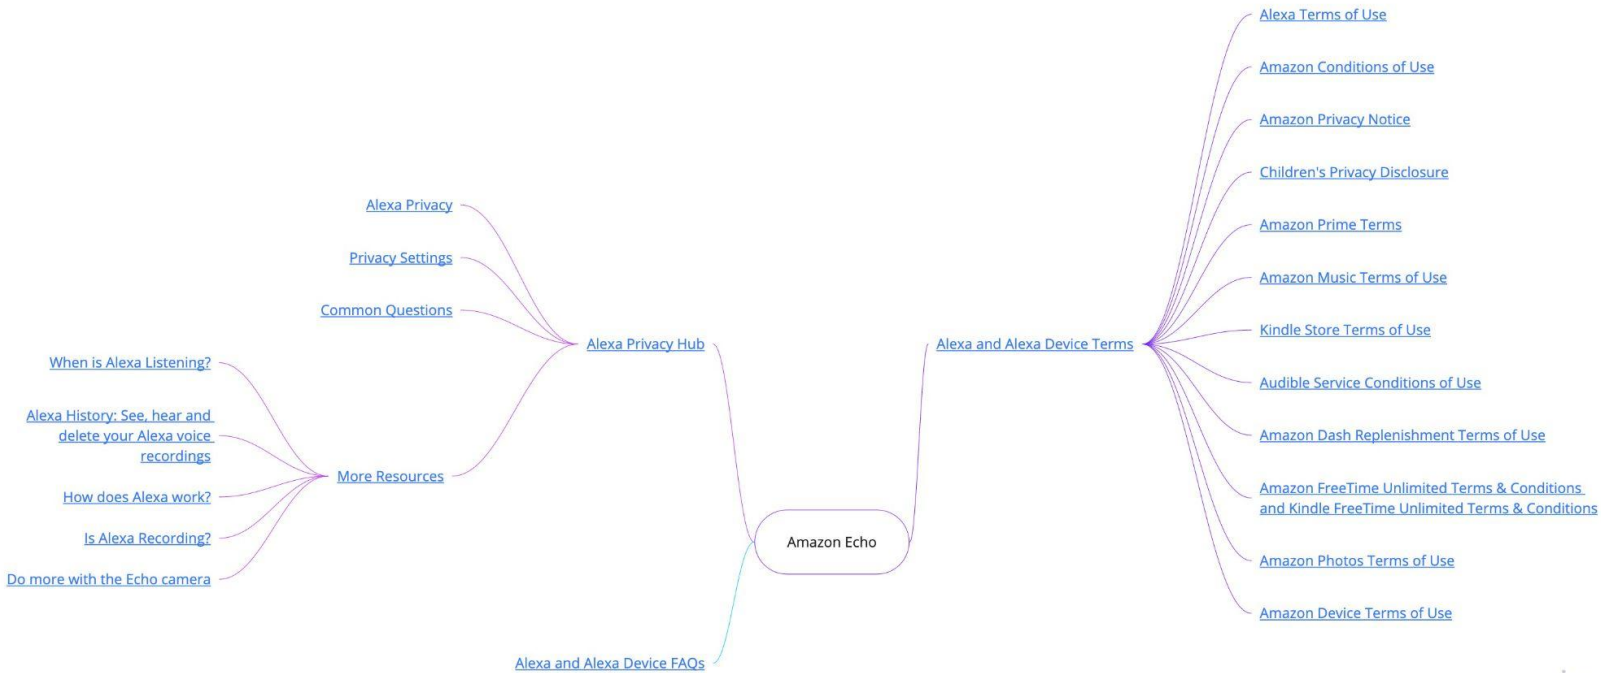 Alexa Terms of Use
Amazon Conditions of Use
Amazon Privacy Notice
Children's Privacy Disclosure
Amazon Prime Terms
Amazon Music Terms of Use
Kindle Store Terms of Use
Audible Service Conditions of Use
Amazon Dash Replenishment Terms of Use
Amazon FreeTime Unlimited Terms & Conditions
and Kindle FreeTime Unlimited Terms & Conditions
Amazon Photos Terms of Use
Amazon Device Terms of Use
Alexa and Alexa Device Terms
Amazon Echo
Alexa Privacy Hub
Alexa Privacy
Privacy Settings
Common Questions
More Resources
When is Alexa Listening?
Alexa History: See, hear and
delete your Alexa voice
recordings
How does Alexa work?
Is Alexa Recording?
Do more with the Echo camera
Alexa and Alexa Device FAQs